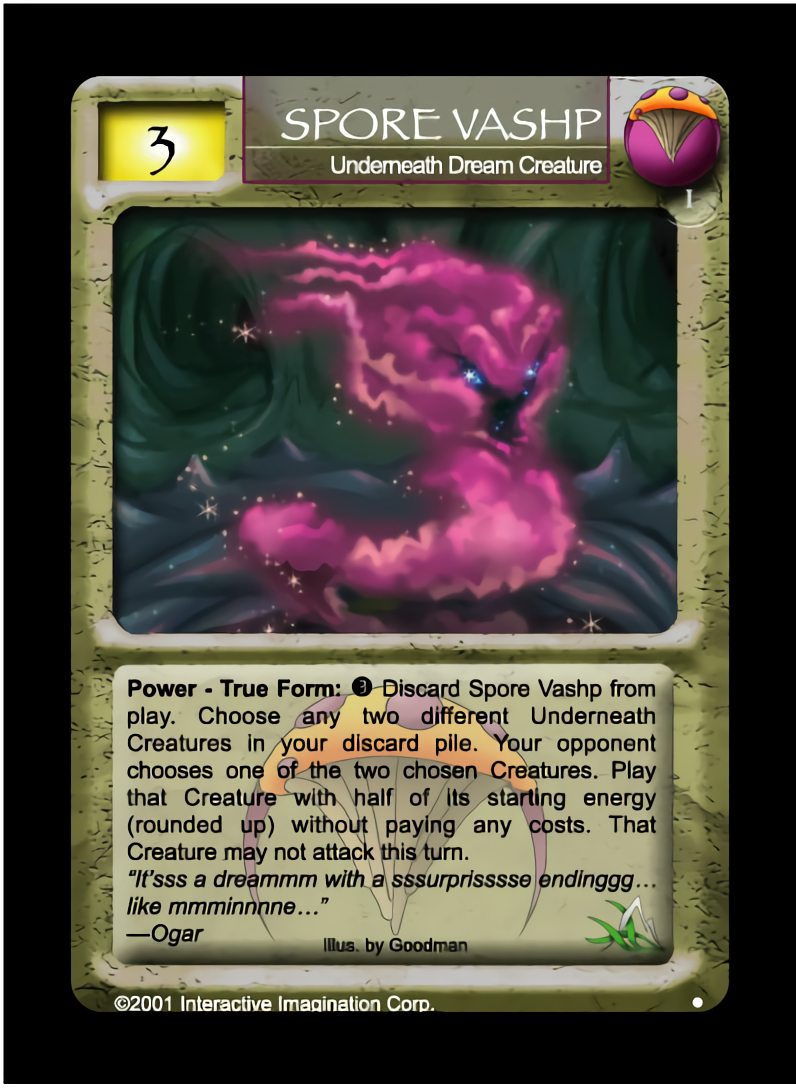 3
SPORE VASHP
Underneath Dream Creature
I
Power - True Form: ❸ Discard Spore Vashp from
play. Choose any two different Underneath
Creatures in your discard pile. Your opponent
chooses one of the two chosen Creatures. Play
that Creature with half of its starting energy
(rounded up) without paying any costs. That
Creature may not attack this turn.
"It'sss a dreammm with a sssurprisssse endinggg…
like mmminnnne…"
—Ogar
Illus. by Goodman
©2001 Interactive Imagination Corp.